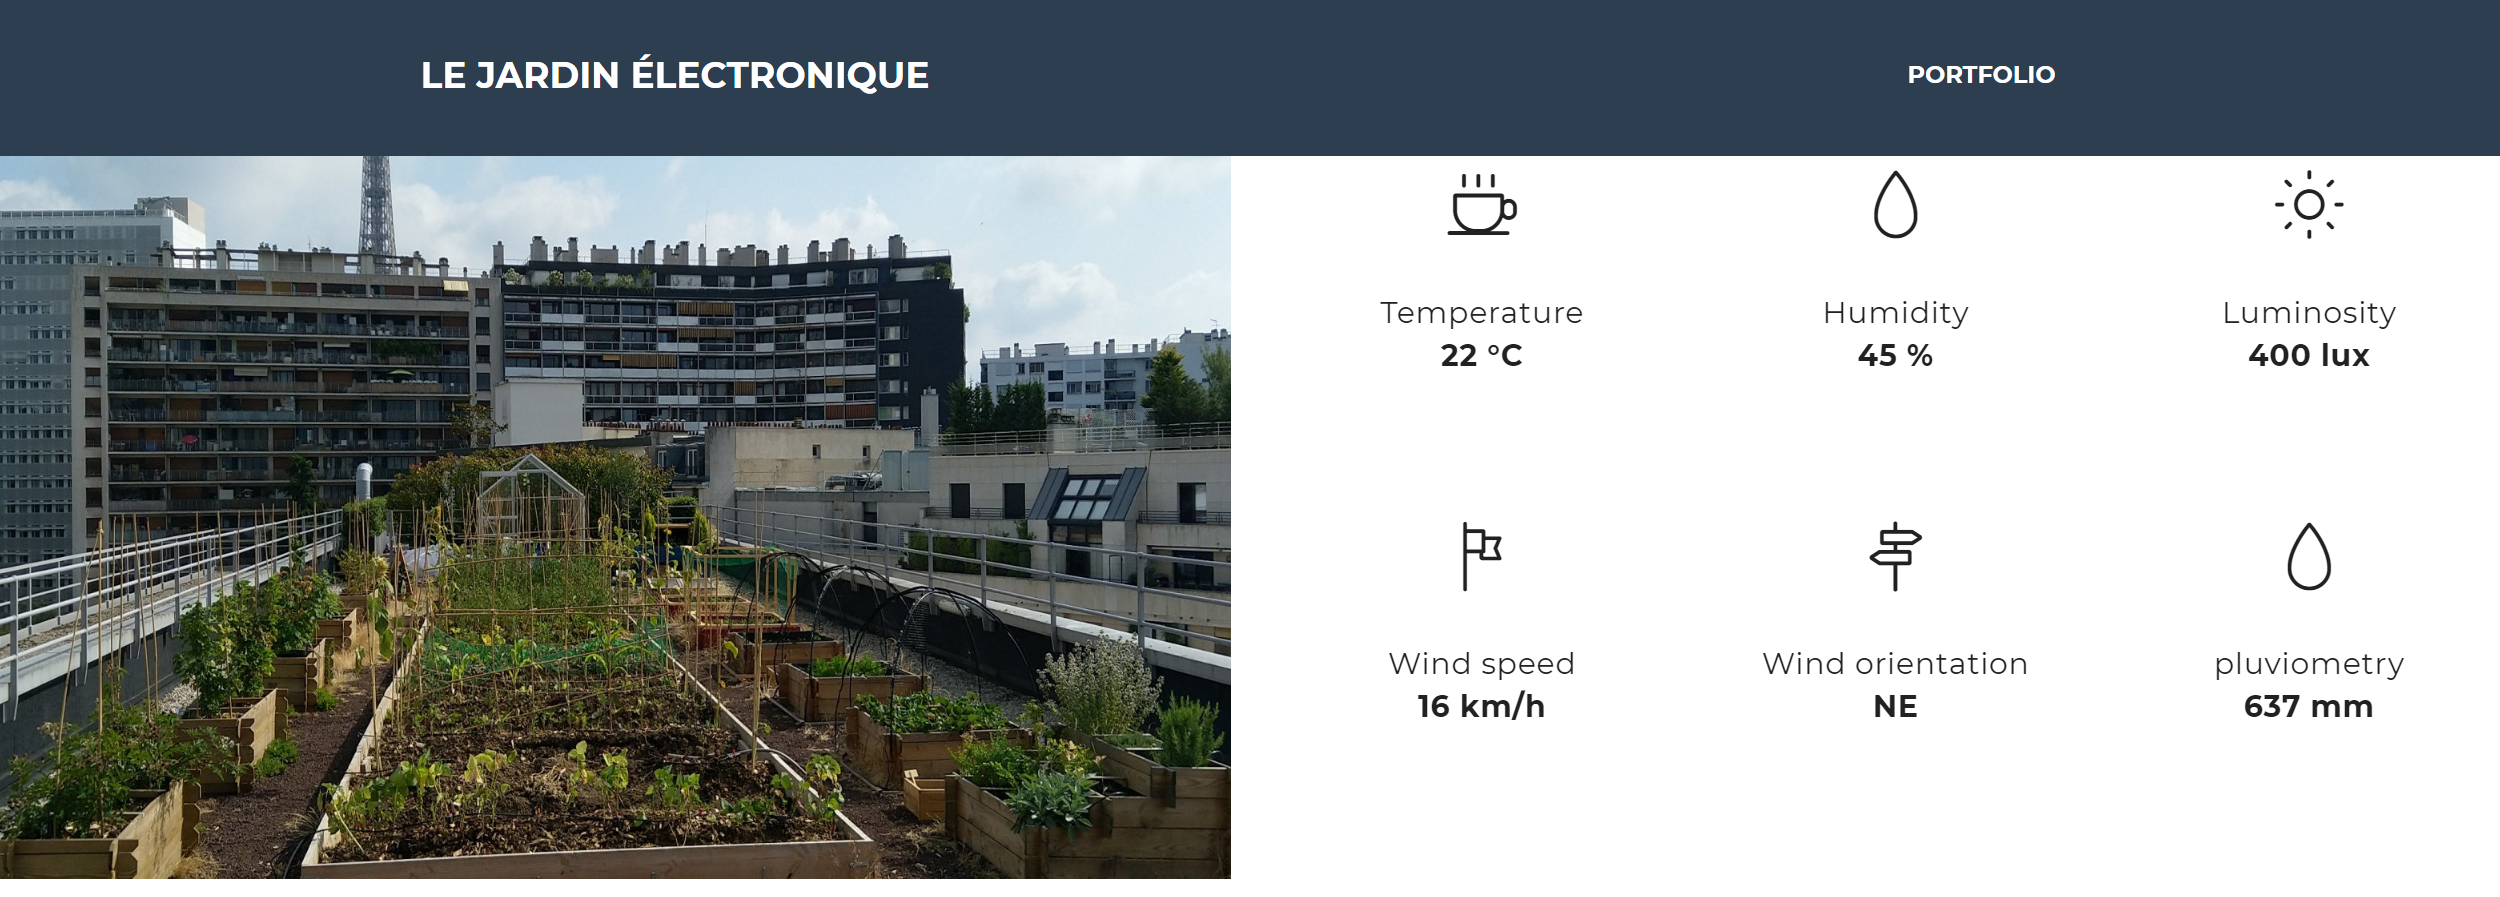 LE JARDIN ÉLECTRONIQUE
PORTFOLIO
Temperature
22 °C
Humidity
45 %
Luminosity
400 lux
Wind speed
16 km/h
Wind orientation
NE
pluviometry
637 mm